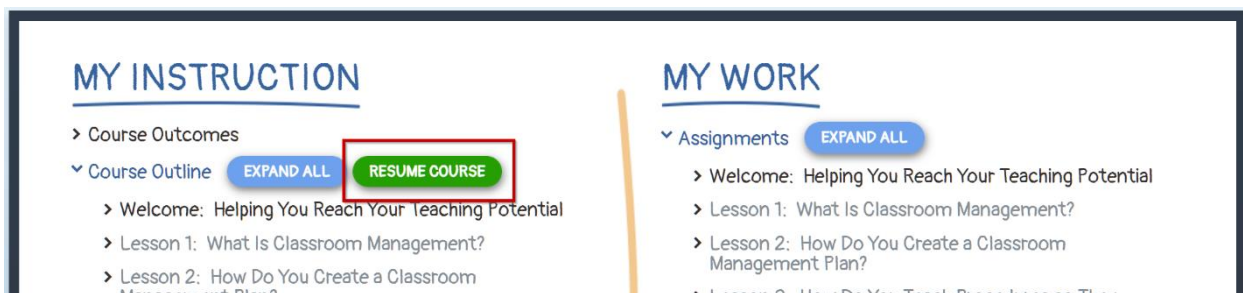 MY INSTRUCTION
> Course Outcomes
Course Outline EXPAND ALL RESUME COURSE
> Welcome: Helping You Reach Your Teaching Potential
> Lesson 1: What Is Classroom Management?
> Lesson 2: How Do You Create a Classroom
Management Plan?
MY WORK
Assignments EXPAND ALL
> Welcome: Helping You Reach Your Teaching Potential
> Lesson 1: What Is Classroom Management?
> Lesson 2: How Do You Create a Classroom
Management Plan?